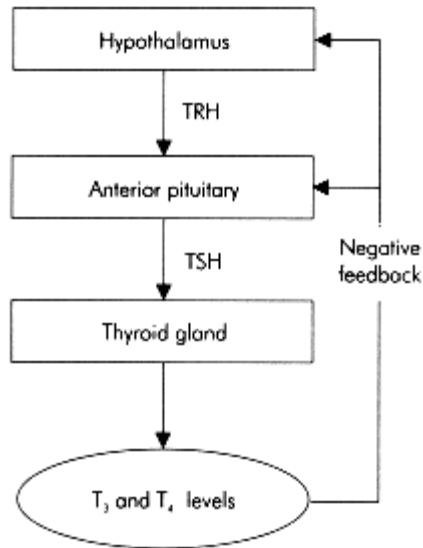 Hypothalamus
TRH
Anterior pituitary
Negative
feedback
TSH
Thyroid gland
T₃ and T₄ levels